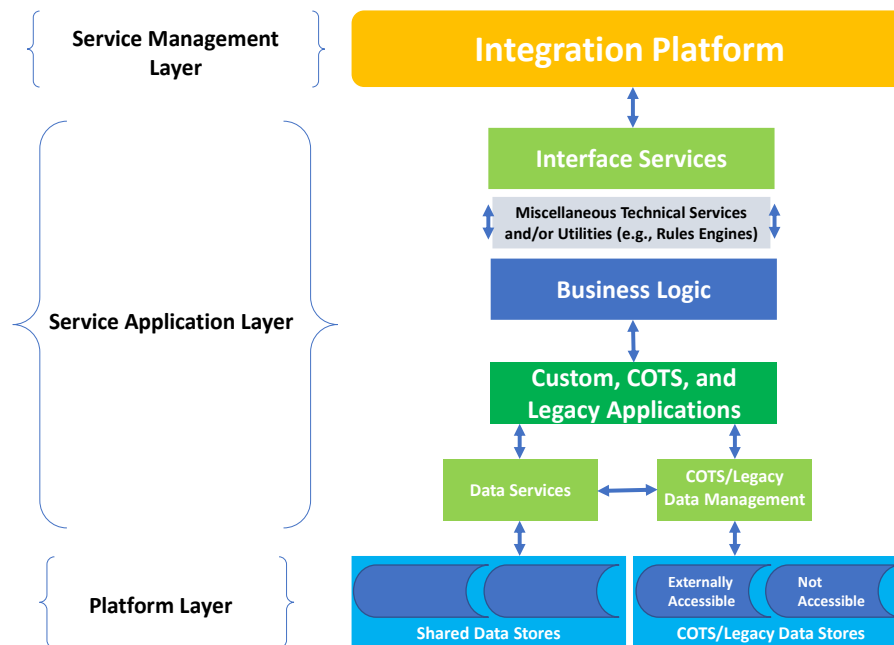 Service Management
Layer
Integration Platform
Interface Services
Miscellaneous Technical Services
and/or Utilities (e.g., Rules Engines)
Business Logic
Service Application Layer
Custom, COTS, and
Legacy Applications
Data Services
COTS/Legacy
Data Management
Platform Layer
Externally
Accessible
Not
Accessible
Shared Data Stores
COTS/Legacy Data Stores